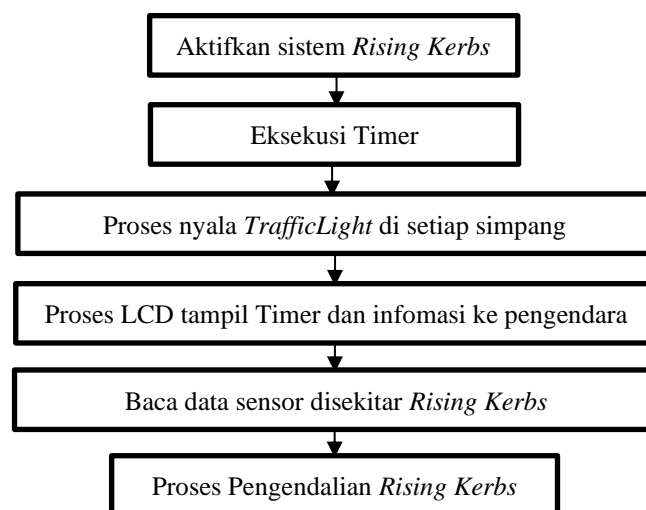 Aktifkan sistem Rising Kerbs
Eksekusi Timer
Proses nyala TrafficLight di setiap simpang
Proses LCD tampil Timer dan infomasi ke pengendara
Baca data sensor disekitar Rising Kerbs
Proses Pengendalian Rising Kerbs